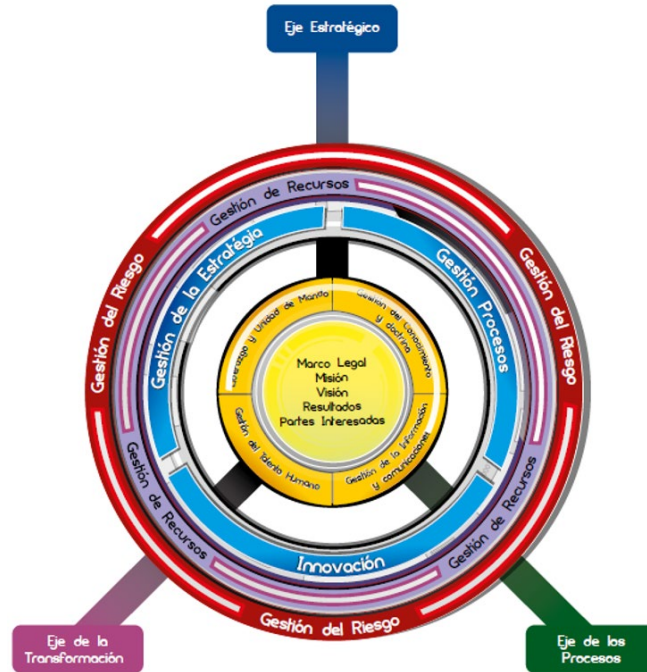 Eje Estratégico
Gestión de Recursos
Gestión de la Estratégia
Gestión Procesos
Gestión del Riesgo
Gestión del Riesgo
Liderazgo y Unidad de Mando
Gestión del Conocimiento
y doctrina
Marco Legal
Misión
Visión
Resultados
Partes Interesadas
Gestión del Talento Humano
Gestión de la Información
y comunicaciones
Gestión de Recursos
Gestión de Recursos
Innovación
Gestión del Riesgo
Eje de la
Transformación
Eje de los
Procesos